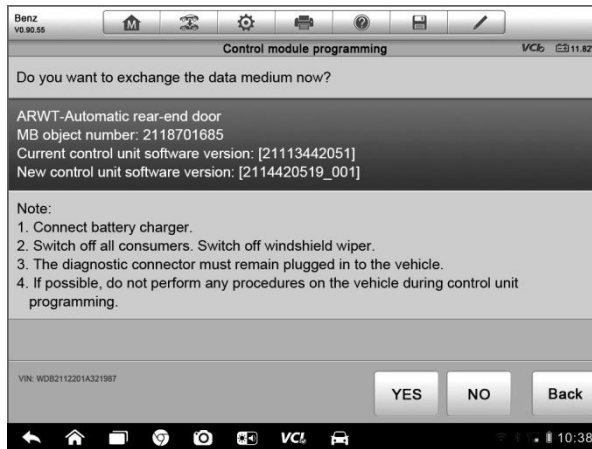 Benz
V0.90.55
M
Control module programming
VCI
11.82
Do you want to exchange the data medium now?
ARWT-Automatic rear-end door
MB object number: 2118701685
Current control unit software version: [21113442051]
New control unit software version: [2114420519_001]
Note:
1. Connect battery charger.
2. Switch off all consumers. Switch off windshield wiper.
3. The diagnostic connector must remain plugged in to the vehicle.
4. If possible, do not perform any procedures on the vehicle during control unit
programming.
VIN: WDB2112201A321987
YES
NO
Back
VCI
10:38